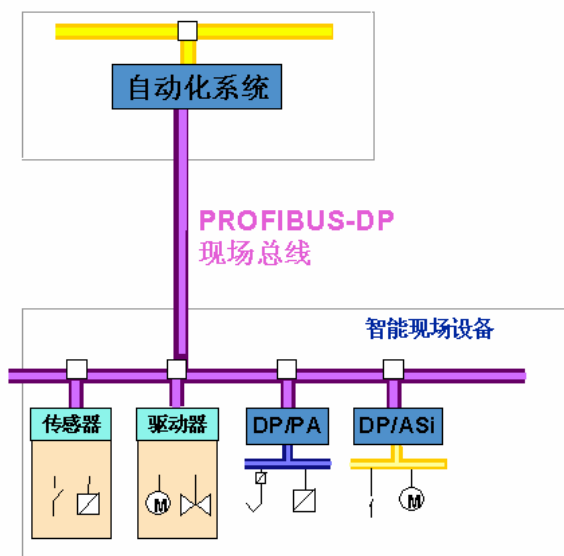 自动化系统
PROFIBUS-DP
现场总线
智能现场设备
传感器
驱动器
DP/PA
DP/ASi
M
M